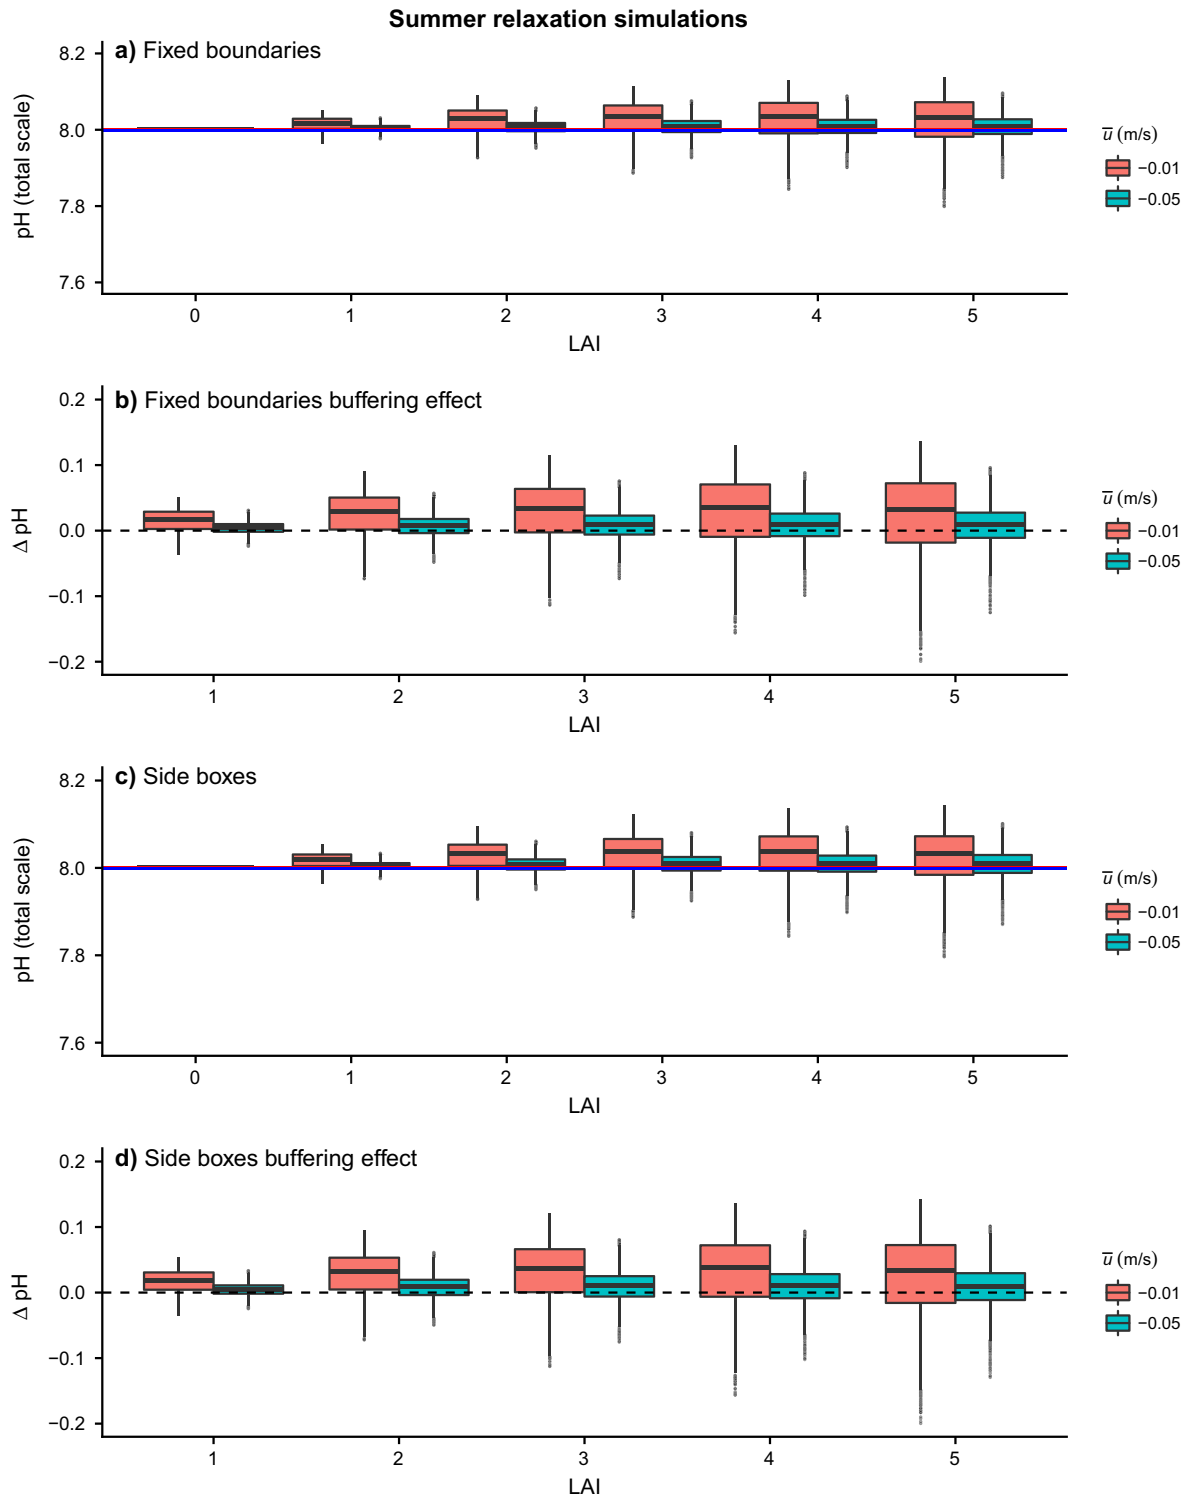 Summer relaxation simulations
a) Fixed boundaries
8.2
8.0
7.8
7.6
pH (total scale)
0 1 2 3 4 5
LAI
u̅ (m/s)
−0.01
−0.05
b) Fixed boundaries buffering effect
0.2
0.1
0.0
−0.1
−0.2
Δ pH
1 2 3 4 5
LAI
u̅ (m/s)
−0.01
−0.05
c) Side boxes
8.2
8.0
7.8
7.6
pH (total scale)
0 1 2 3 4 5
LAI
u̅ (m/s)
−0.01
−0.05
d) Side boxes buffering effect
0.2
0.1
0.0
−0.1
−0.2
Δ pH
1 2 3 4 5
LAI
u̅ (m/s)
−0.01
−0.05